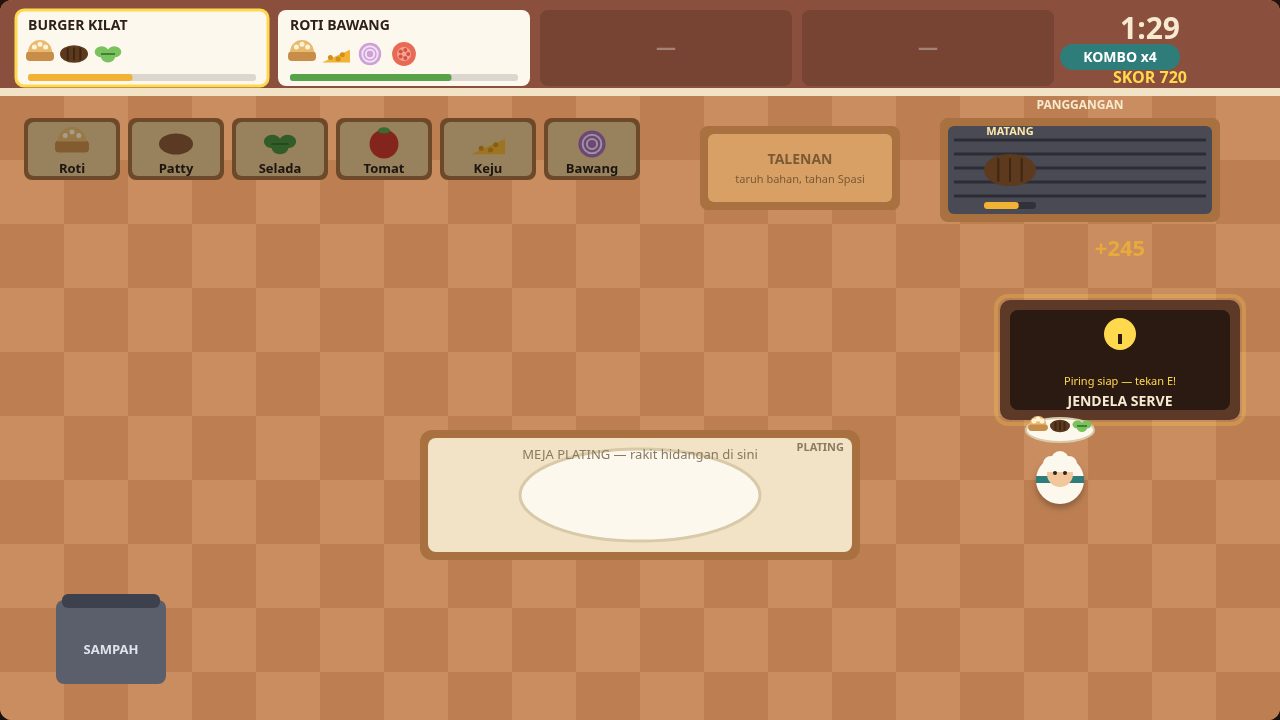 BURGER KILAT
ROTI BAWANG
—
—
1:29
KOMBO x4
SKOR 720
PANGGANGAN
MATANG
Roti
Patty
Selada
Tomat
Keju
Bawang
TALENAN
taruh bahan, tahan Spasi
+245
Piring siap — tekan E!
JENDELA SERVE
PLATING
MEJA PLATING — rakit hidangan di sini
SAMPAH